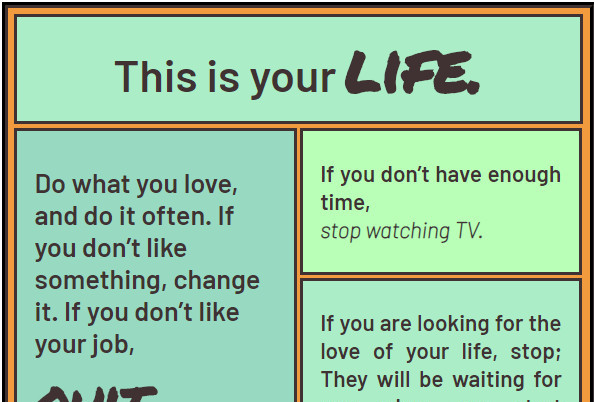 This is your LIFE.
Do what you love,
and do it often. If
you don’t like
something, change
it. If you don’t like
your job,
If you don’t have enough
time,
stop watching TV.
If you are looking for the
love of your life, stop;
They will be waiting for